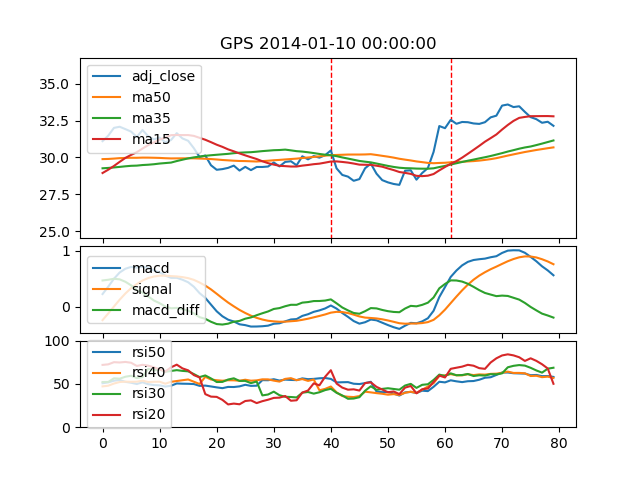 GPS 2014-01-10 00:00:00
35.0
32.5
30.0
27.5
25.0
adj_close
ma50
ma35
ma15
1
0
macd
signal
macd_diff
100
50
0
rsi50
rsi40
rsi30
rsi20
0 10 20 30 40 50 60 70 80